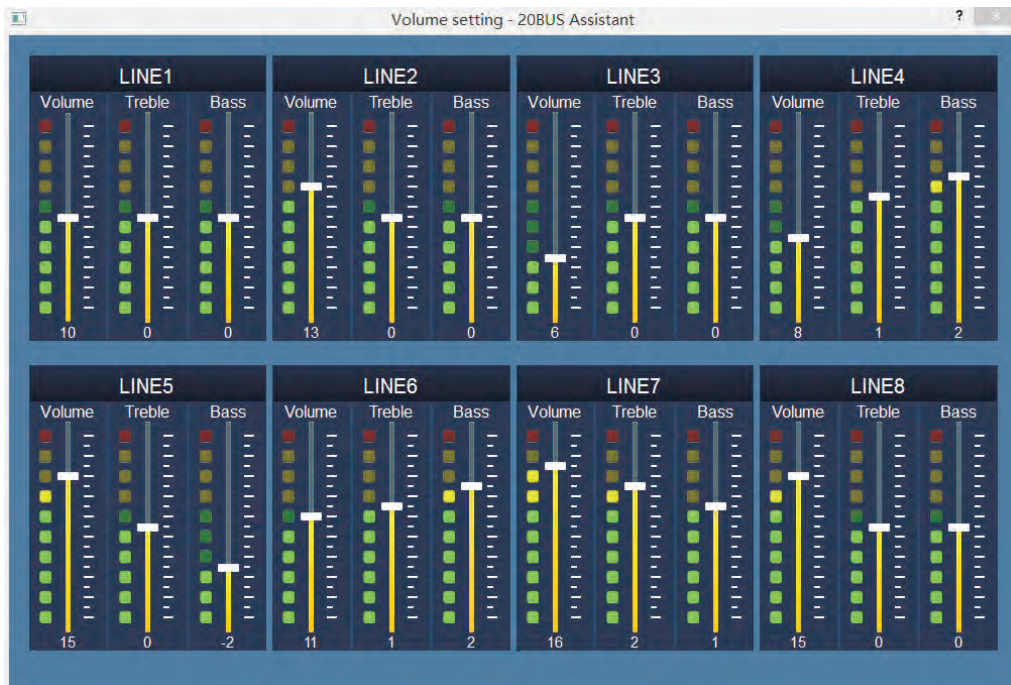 Volume setting - 20BUS Assistant
?
LINE1 LINE2 LINE3 LINE4
Volume Treble Bass Volume Treble Bass Volume Treble Bass Volume Treble Bass
10 0 0 13 0 0 6 0 0 8 1 2
LINE5 LINE6 LINE7 LINE8
Volume Treble Bass Volume Treble Bass Volume Treble Bass Volume Treble Bass
15 0 -2 11 1 2 16 2 1 15 0 0